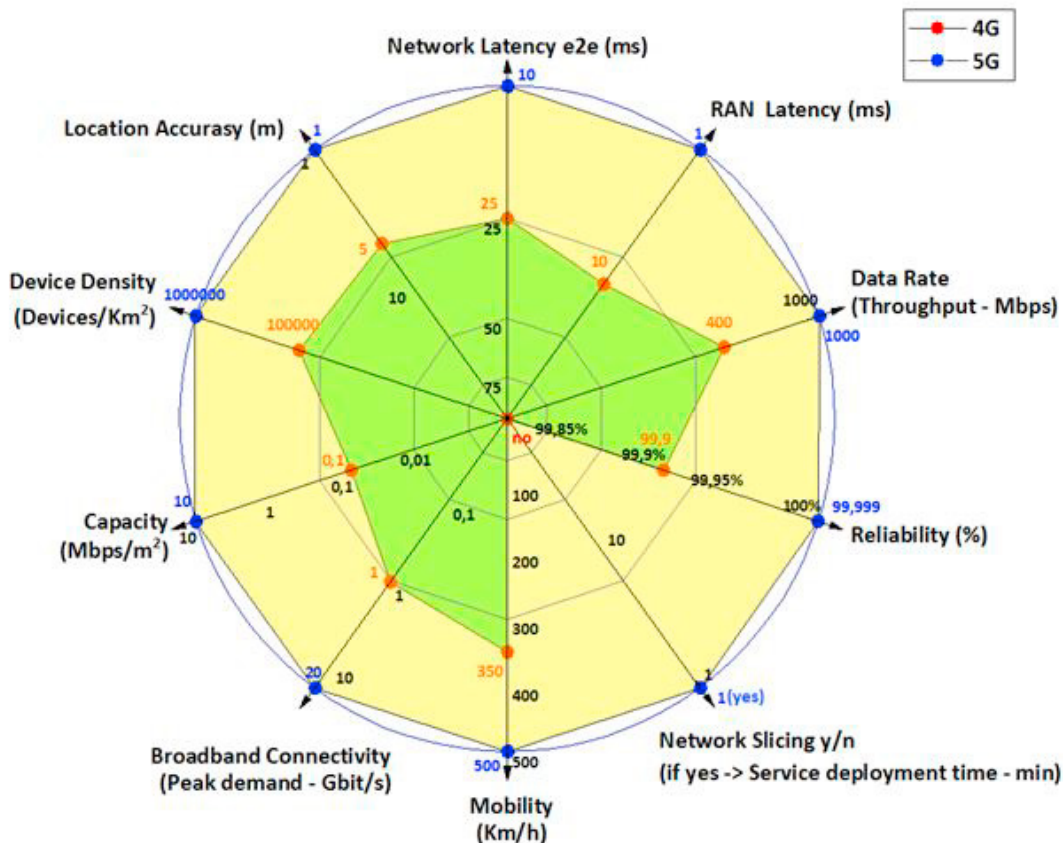 4G
5G
Network Latency e2e (ms)
10
25
25
50
75
RAN Latency (ms)
1
10
Data Rate
(Throughput - Mbps)
1000
1000
400
Reliability (%)
99,85%
99,9
99,9%
99,95%
100%
99,999
Network Slicing y/n
(if yes -> Service deployment time - min)
no
10
1
1(yes)
Mobility
(Km/h)
100
200
300
350
400
500
500
Broadband Connectivity
(Peak demand - Gbit/s)
0,1
1
1
10
20
Capacity
(Mbps/m²)
0,01
0,1
0,1
1
10
10
Device Density
(Devices/Km²)
1000000
100000
Location Accurasy (m)
1
1
5
10